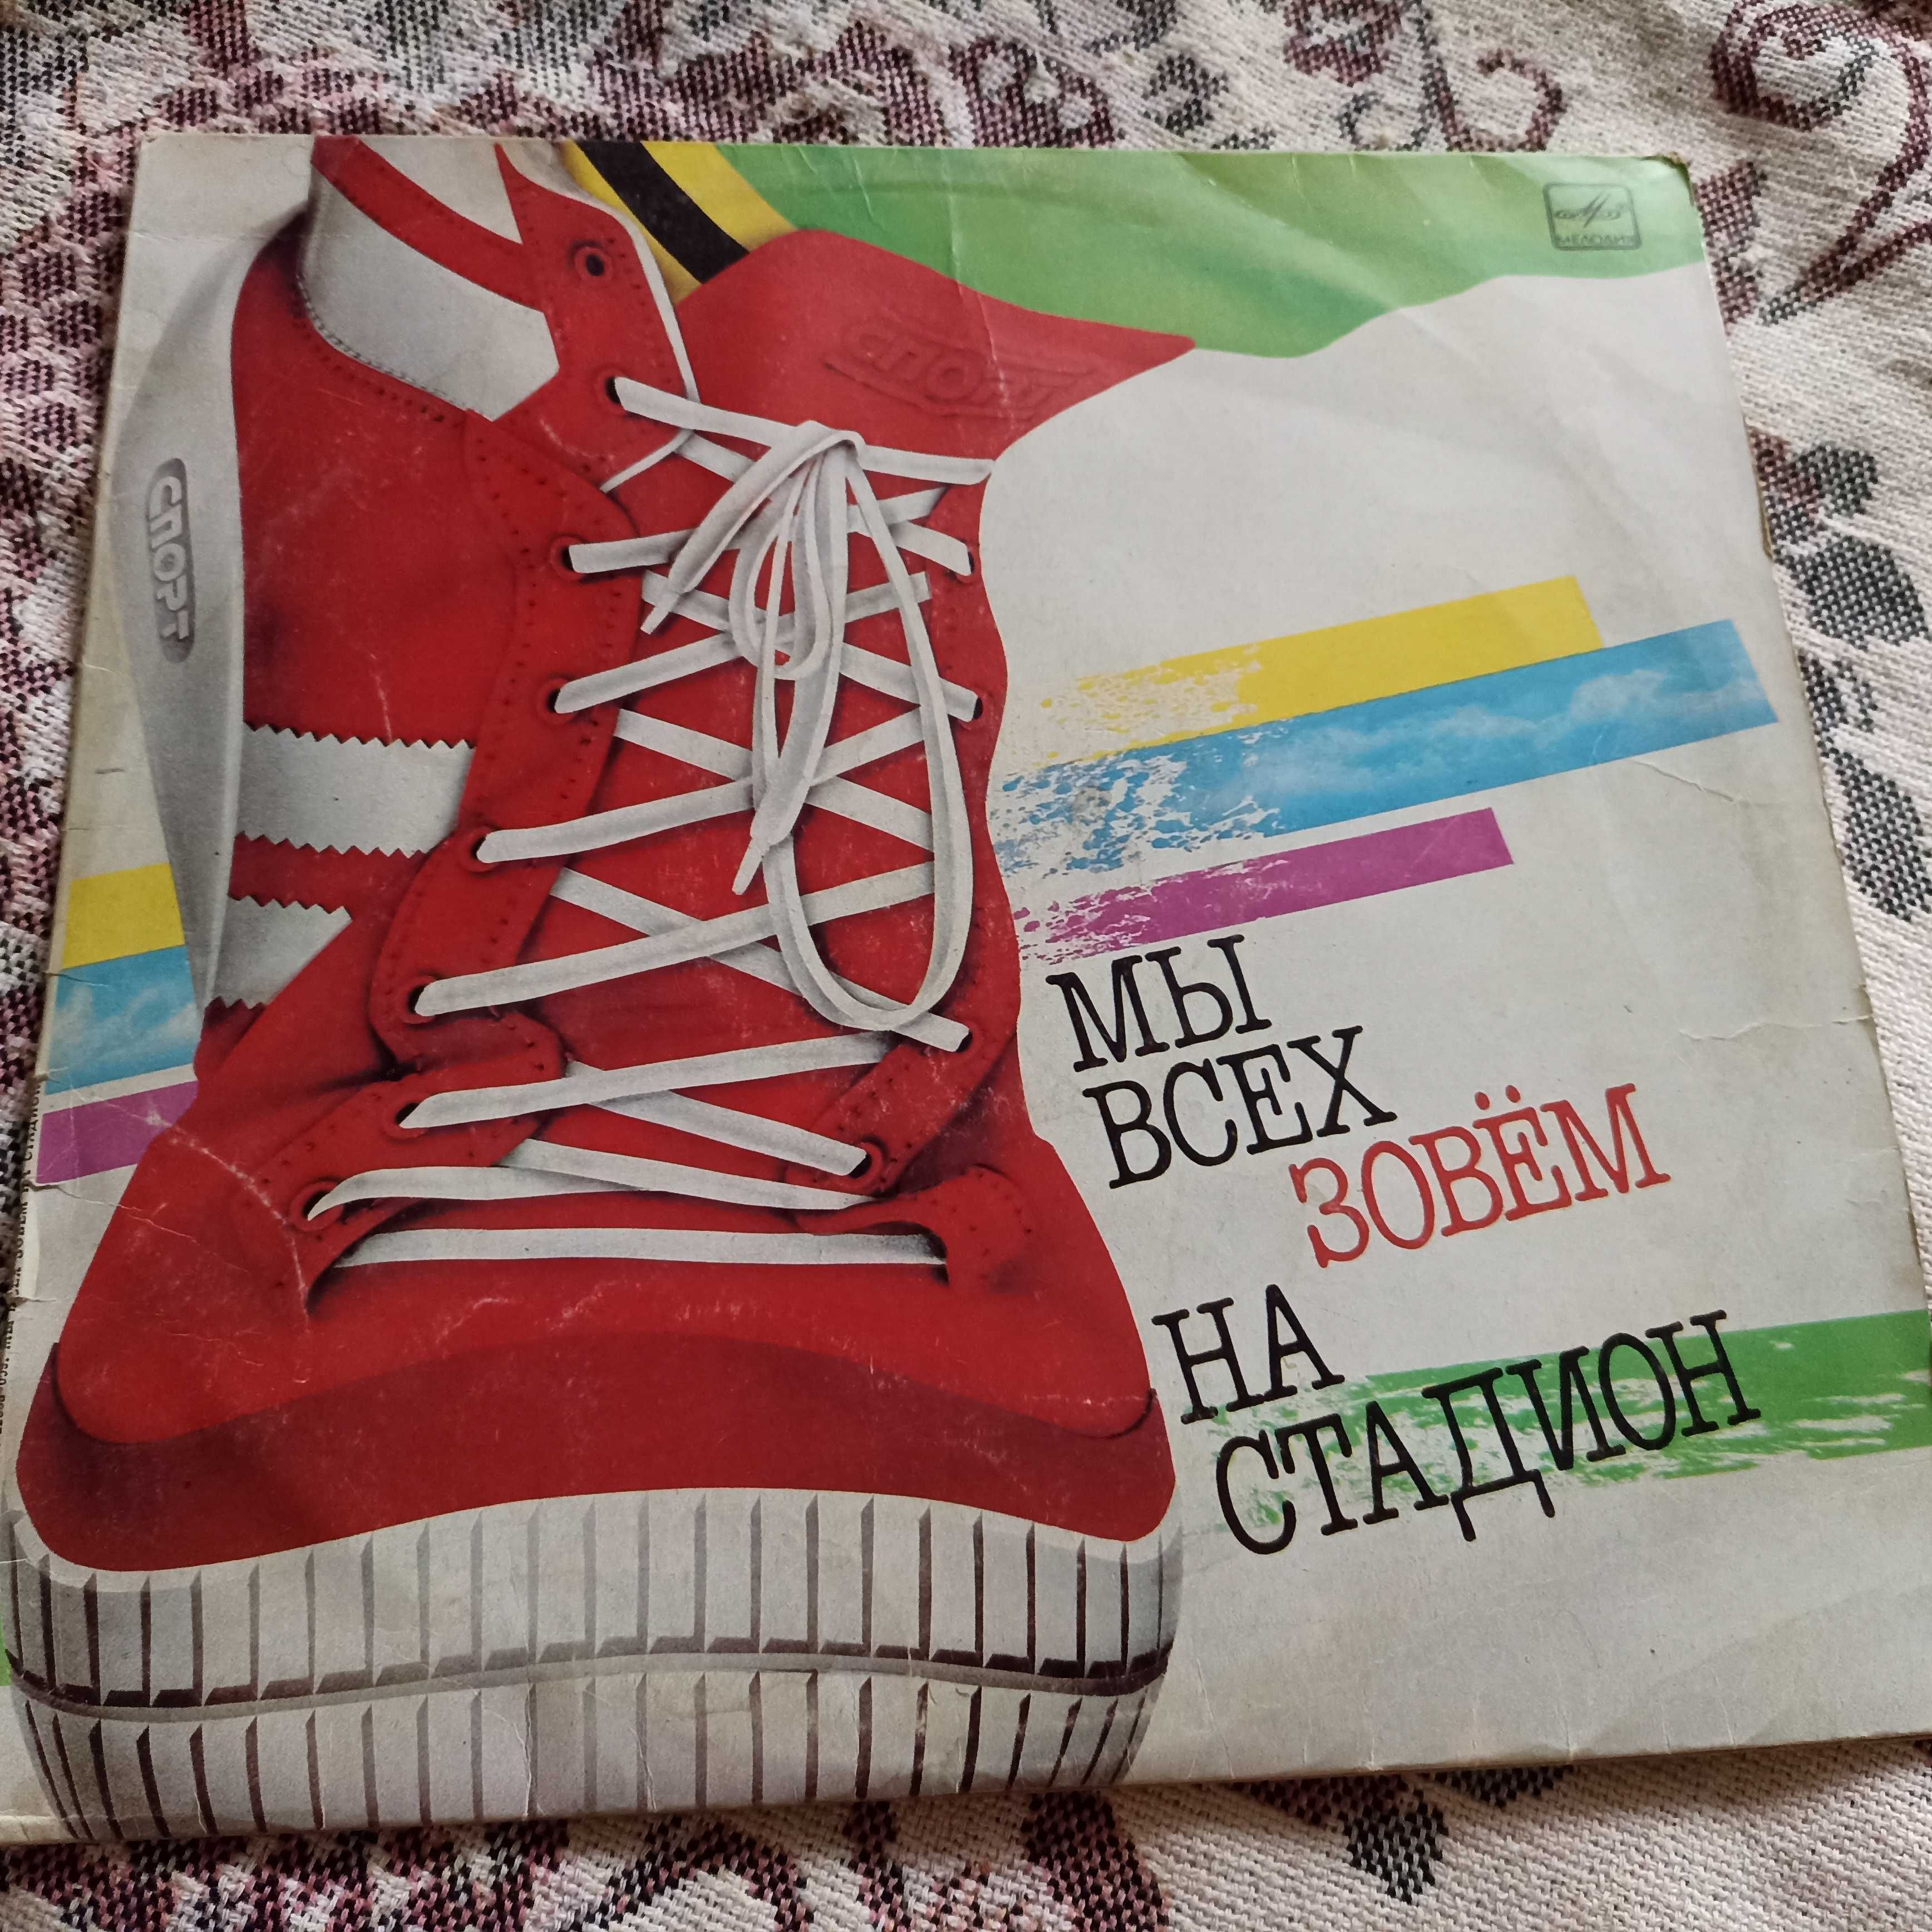 МЕЛОДИЯ
СПОРТ
СПОРТ
МЫ
ВСЕХ
ЗОВЁМ
НА
СТАДИОН